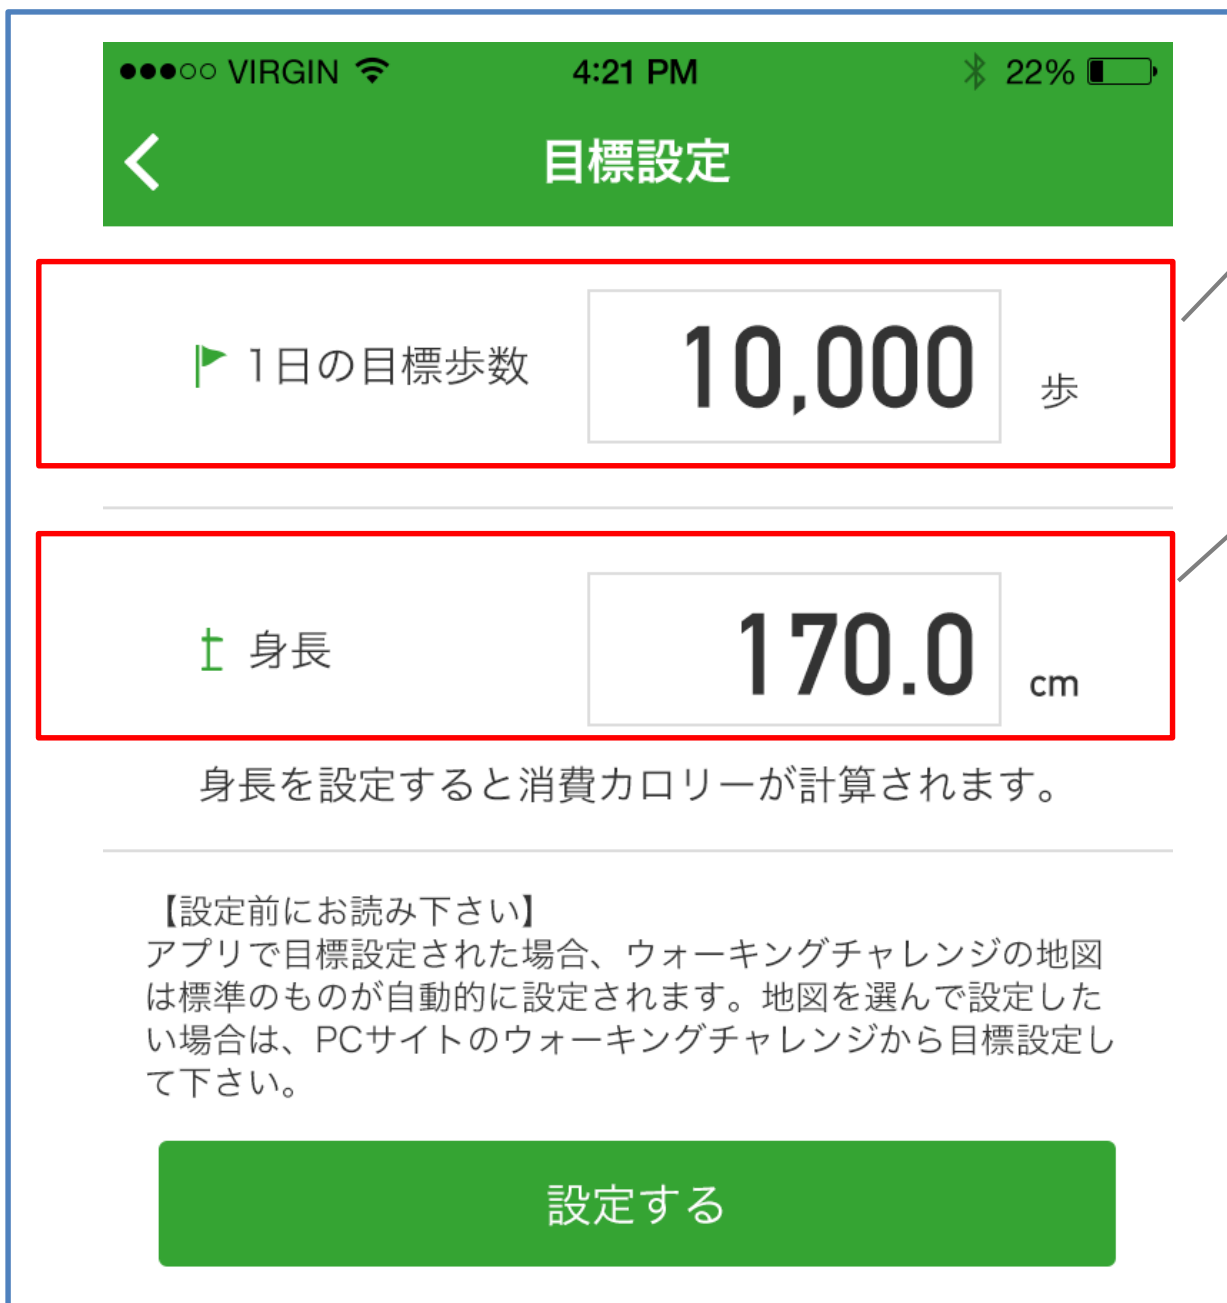 VIRGIN 4:21 PM 22%
目標設定
1日の目標歩数 10,000 歩
身長 170.0 cm
身長を設定すると消費カロリーが計算されます。
【設定前にお読み下さい】
アプリで目標設定された場合、ウォーキングチャレンジの地図
は標準のものが自動的に設定されます。地図を選んで設定した
い場合は、PCサイトのウォーキングチャレンジから目標設定し
て下さい。
設定する